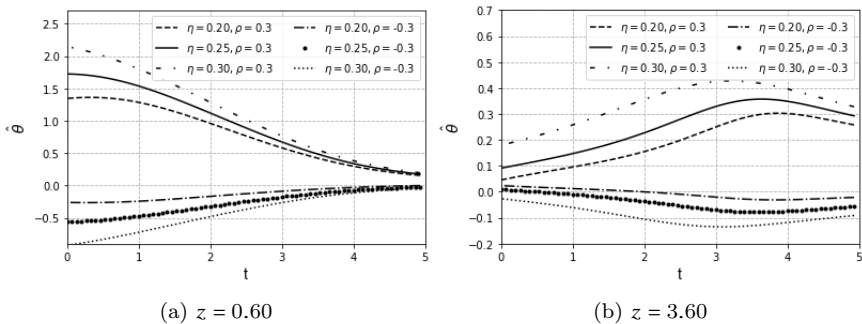 η=0.20, ρ=0.3 η=0.20, ρ=-0.3
η=0.25, ρ=0.3 η=0.25, ρ=-0.3
η=0.30, ρ=0.3 η=0.30, ρ=-0.3
2.5
2.0
1.5
1.0
0.5
0.0
−0.5
θ̂
0 1 2 3 4 5
t
(a) z = 0.60
η=0.20, ρ=0.3 η=0.20, ρ=-0.3
η=0.25, ρ=0.3 η=0.25, ρ=-0.3
η=0.30, ρ=0.3 η=0.30, ρ=-0.3
0.7
0.6
0.5
0.4
0.3
0.2
0.1
0.0
−0.1
−0.2
θ̂
0 1 2 3 4 5
t
(b) z = 3.60